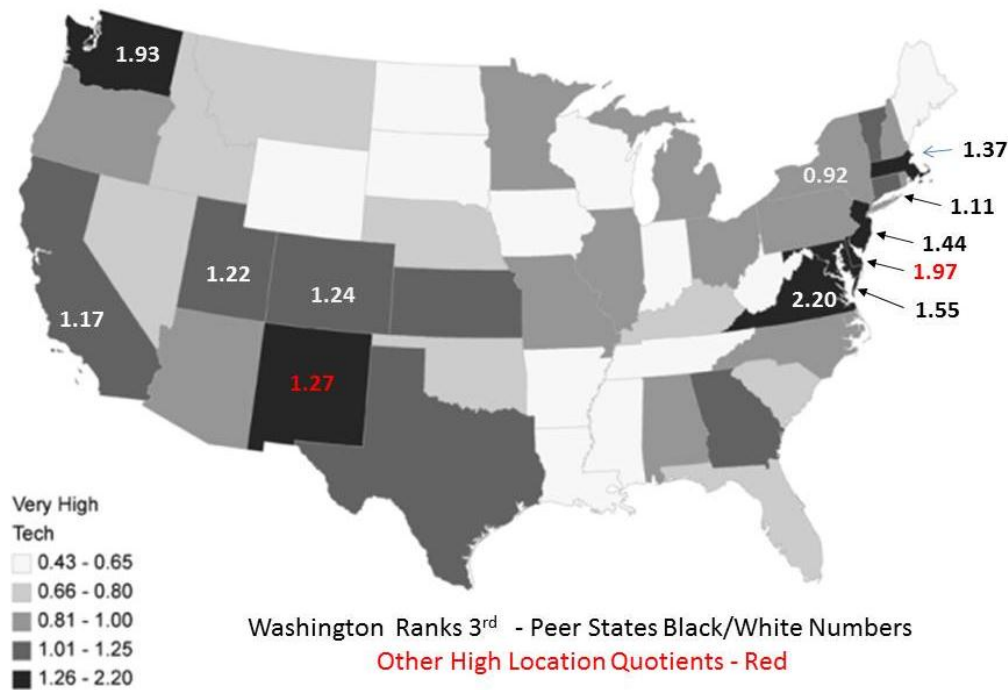 1.93
1.37
0.92
1.11
1.44
1.22
1.97
1.24
2.20
1.55
1.17
1.27
Very High
Tech
0.43 - 0.65
0.66 - 0.80
0.81 - 1.00
1.01 - 1.25
1.26 - 2.20
Washington Ranks 3rd - Peer States Black/White Numbers
Other High Location Quotients - Red